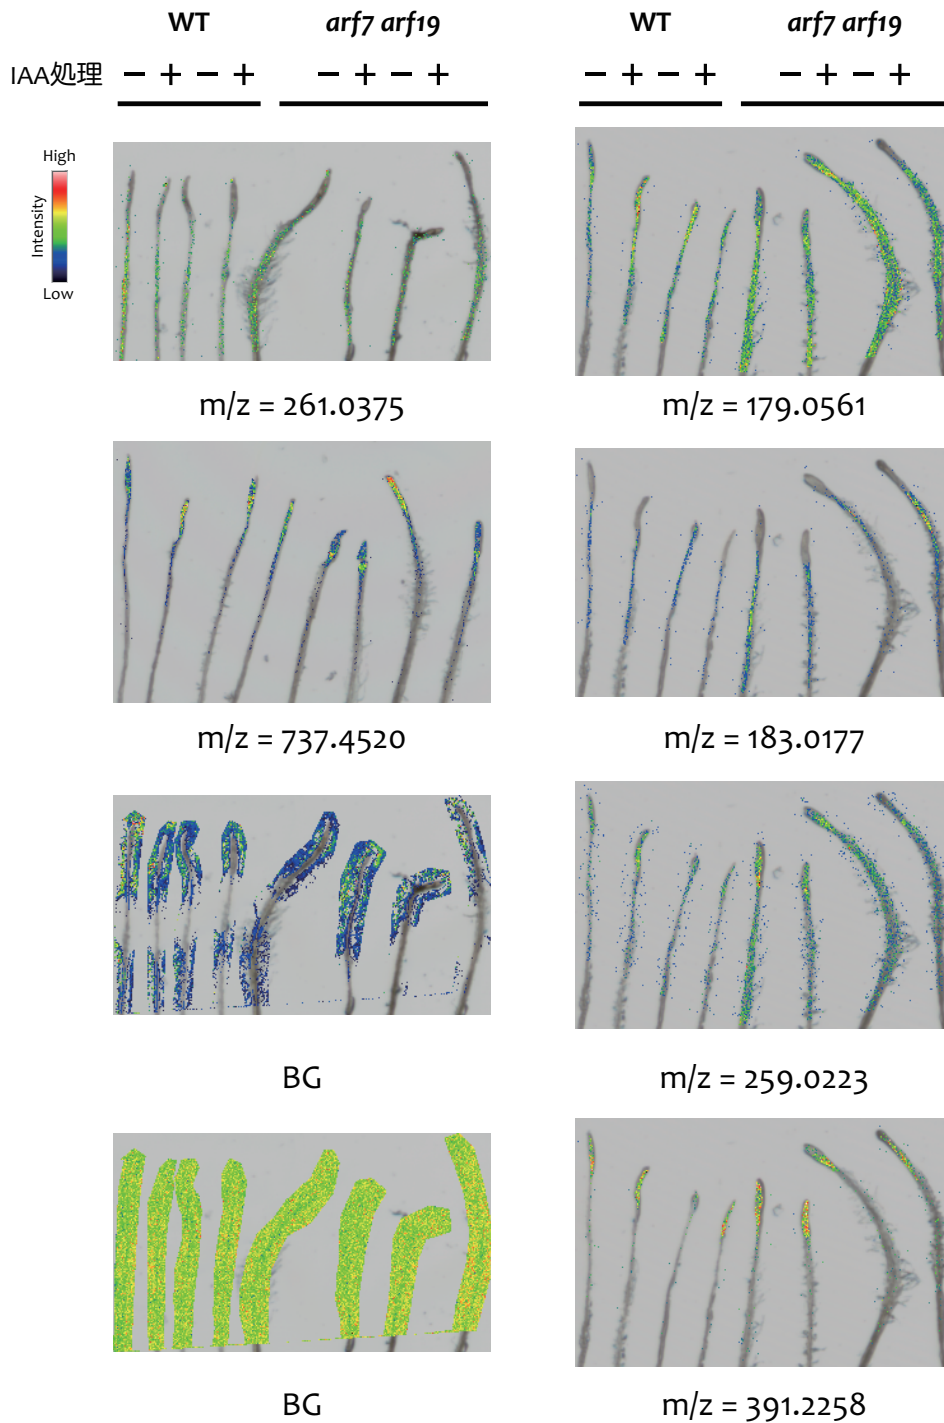 WT arf7 arf19 WT arf7 arf19
IAA処理 − + − + − + − + − + − + − + − +
High
Intensity
Low
m/z = 261.0375 m/z = 179.0561
m/z = 737.4520 m/z = 183.0177
BG m/z = 259.0223
BG m/z = 391.2258